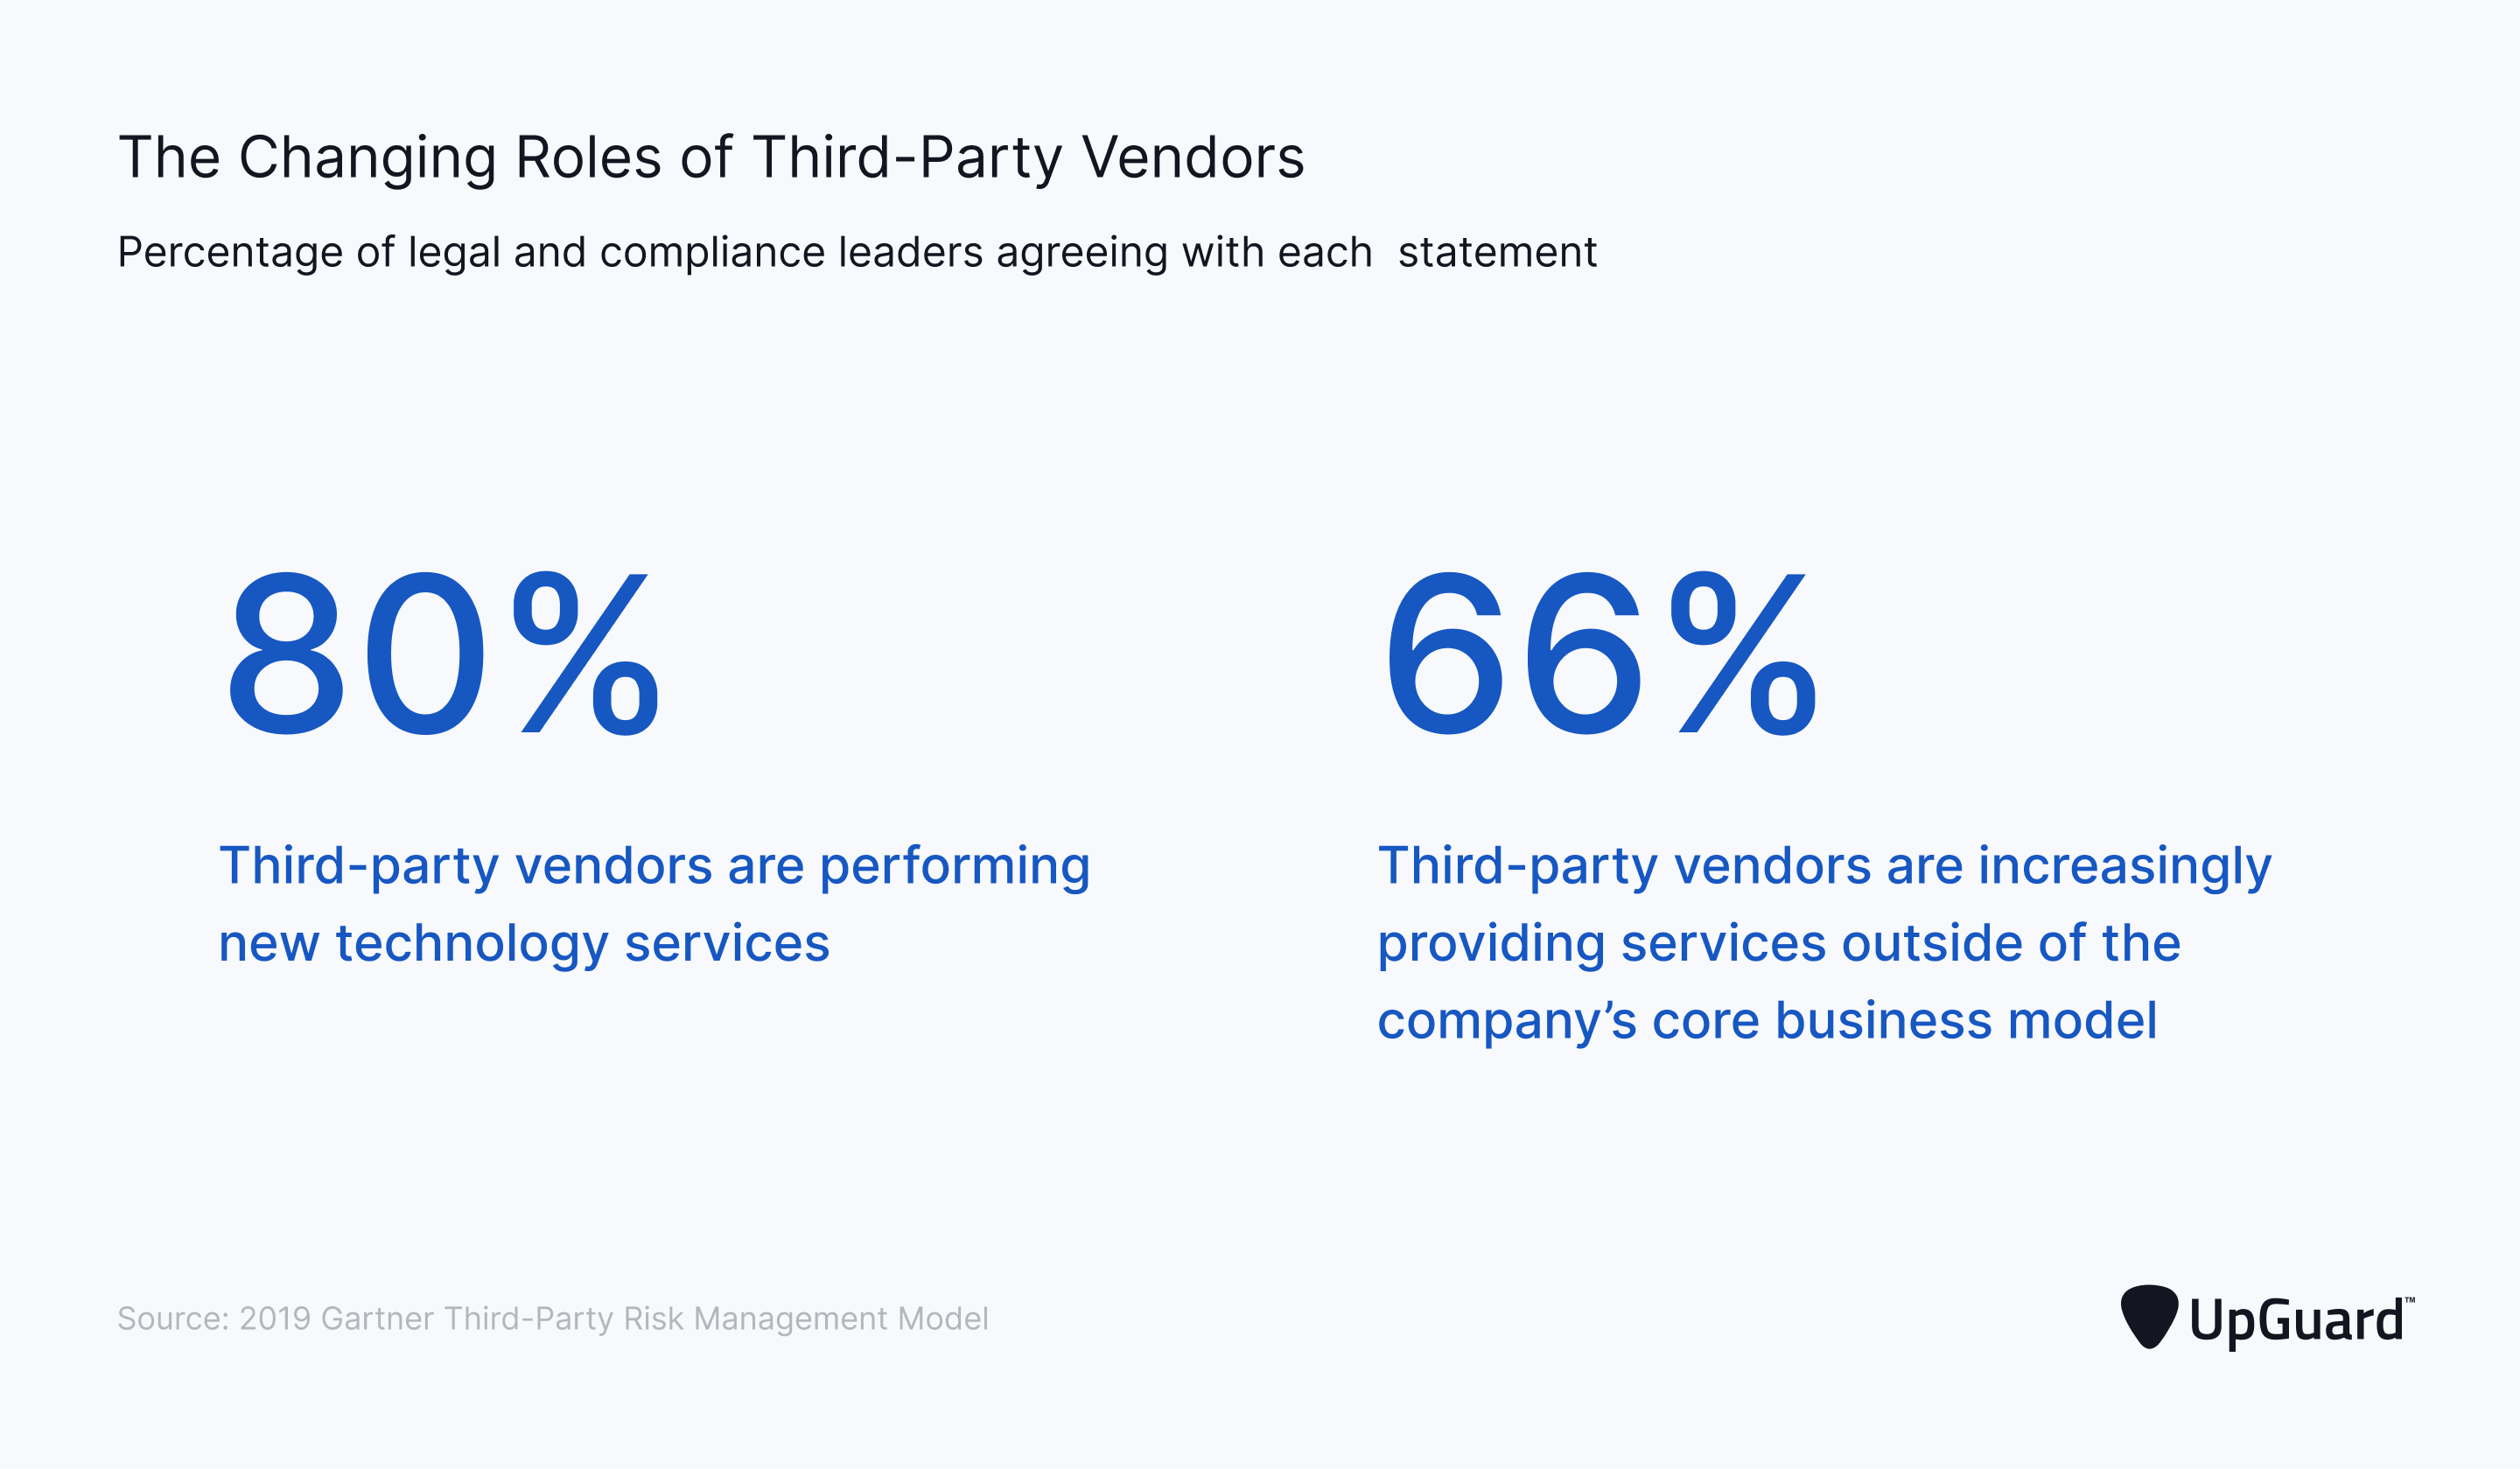 The Changing Roles of Third-Party Vendors
Percentage of legal and compliance leaders agreeing with each  statement
80%
Third-party vendors are performing
new technology services
66%
Third-party vendors are increasingly
providing services outside of the
company’s core business model
Source: 2019 Gartner Third-Party Risk Management Model
UpGuard™